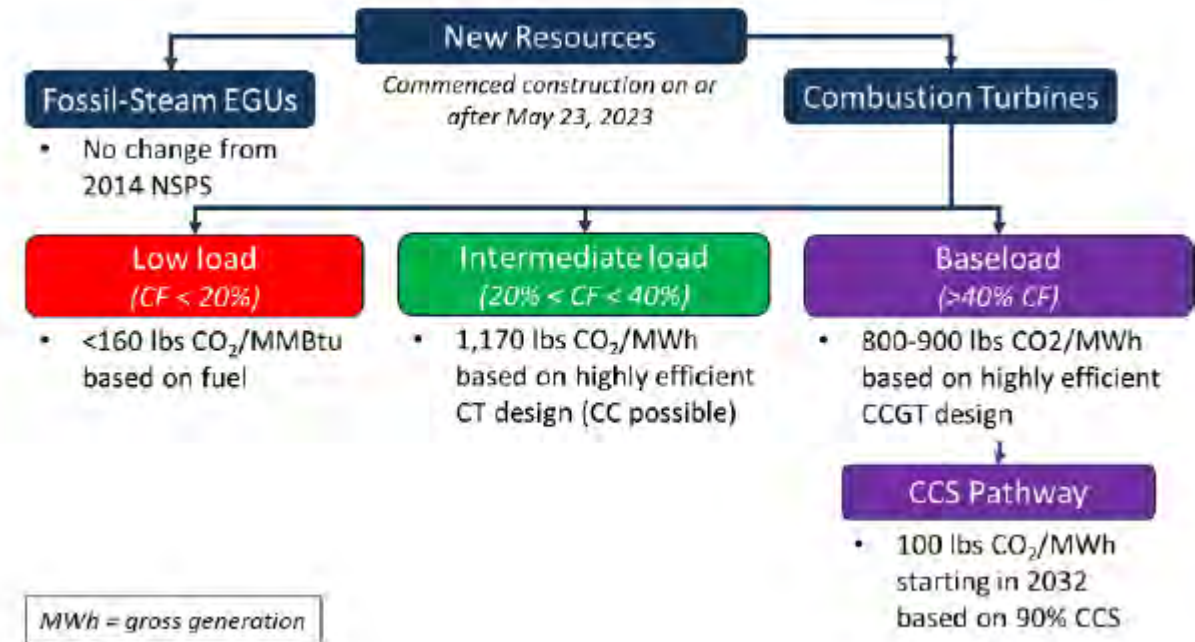 New Resources
Commenced construction on or
after May 23, 2023
Fossil-Steam EGUs
• No change from
2014 NSPS
Combustion Turbines
Low load
(CF < 20%)
• <160 lbs CO₂/MMBtu
based on fuel
Intermediate load
(20% < CF < 40%)
• 1,170 lbs CO₂/MWh
based on highly efficient
CT design (CC possible)
Baseload
(>40% CF)
• 800-900 lbs CO2/MWh
based on highly efficient
CCGT design
CCS Pathway
• 100 lbs CO₂/MWh
starting in 2032
based on 90% CCS
MWh = gross generation